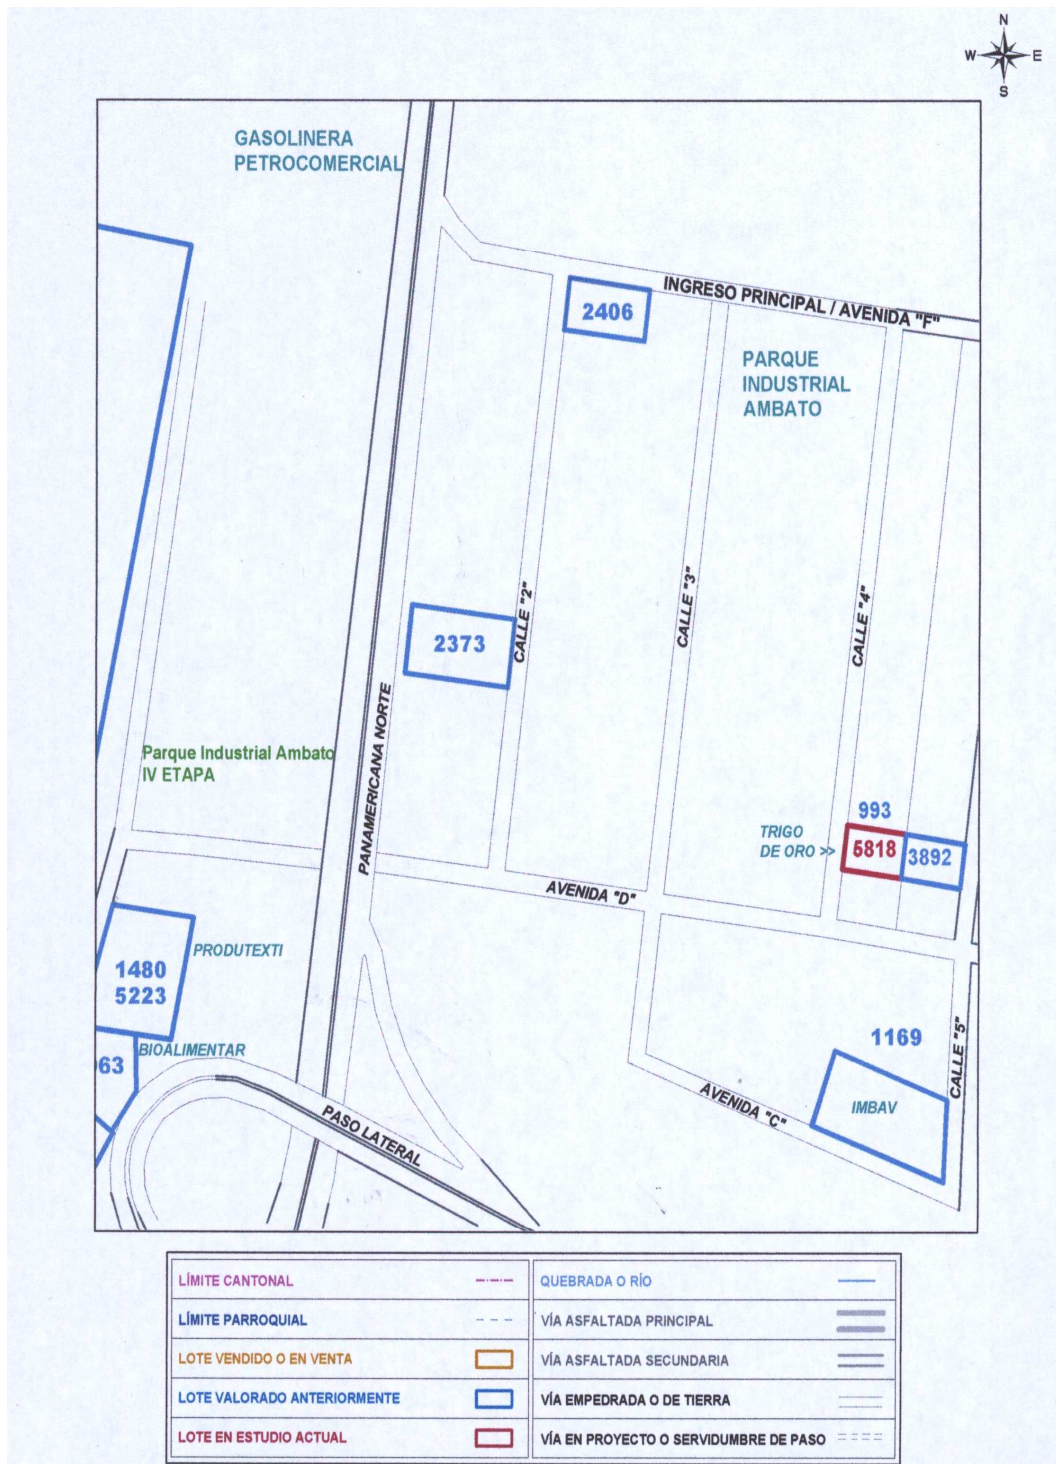 N
W E
S
GASOLINERA
PETROCOMERCIAL
INGRESO PRINCIPAL / AVENIDA "F"
2406
PARQUE
INDUSTRIAL
AMBATO
CALLE "2"
CALLE "3"
CALLE "4"
2373
PANAMERICANA NORTE
Parque Industrial Ambato
IV ETAPA
993
TRIGO
DE ORO >>
5818
3892
AVENIDA "D"
PRODUTEXTI
1480
5223
BIOALIMENTAR
63
1169
CALLE "5"
AVENIDA "C"
IMBAV
PASO LATERAL
LÍMITE CANTONAL
QUEBRADA O RÍO
LÍMITE PARROQUIAL
VÍA ASFALTADA PRINCIPAL
LOTE VENDIDO O EN VENTA
VÍA ASFALTADA SECUNDARIA
LOTE VALORADO ANTERIORMENTE
VÍA EMPEDRADA O DE TIERRA
LOTE EN ESTUDIO ACTUAL
VÍA EN PROYECTO O SERVIDUMBRE DE PASO